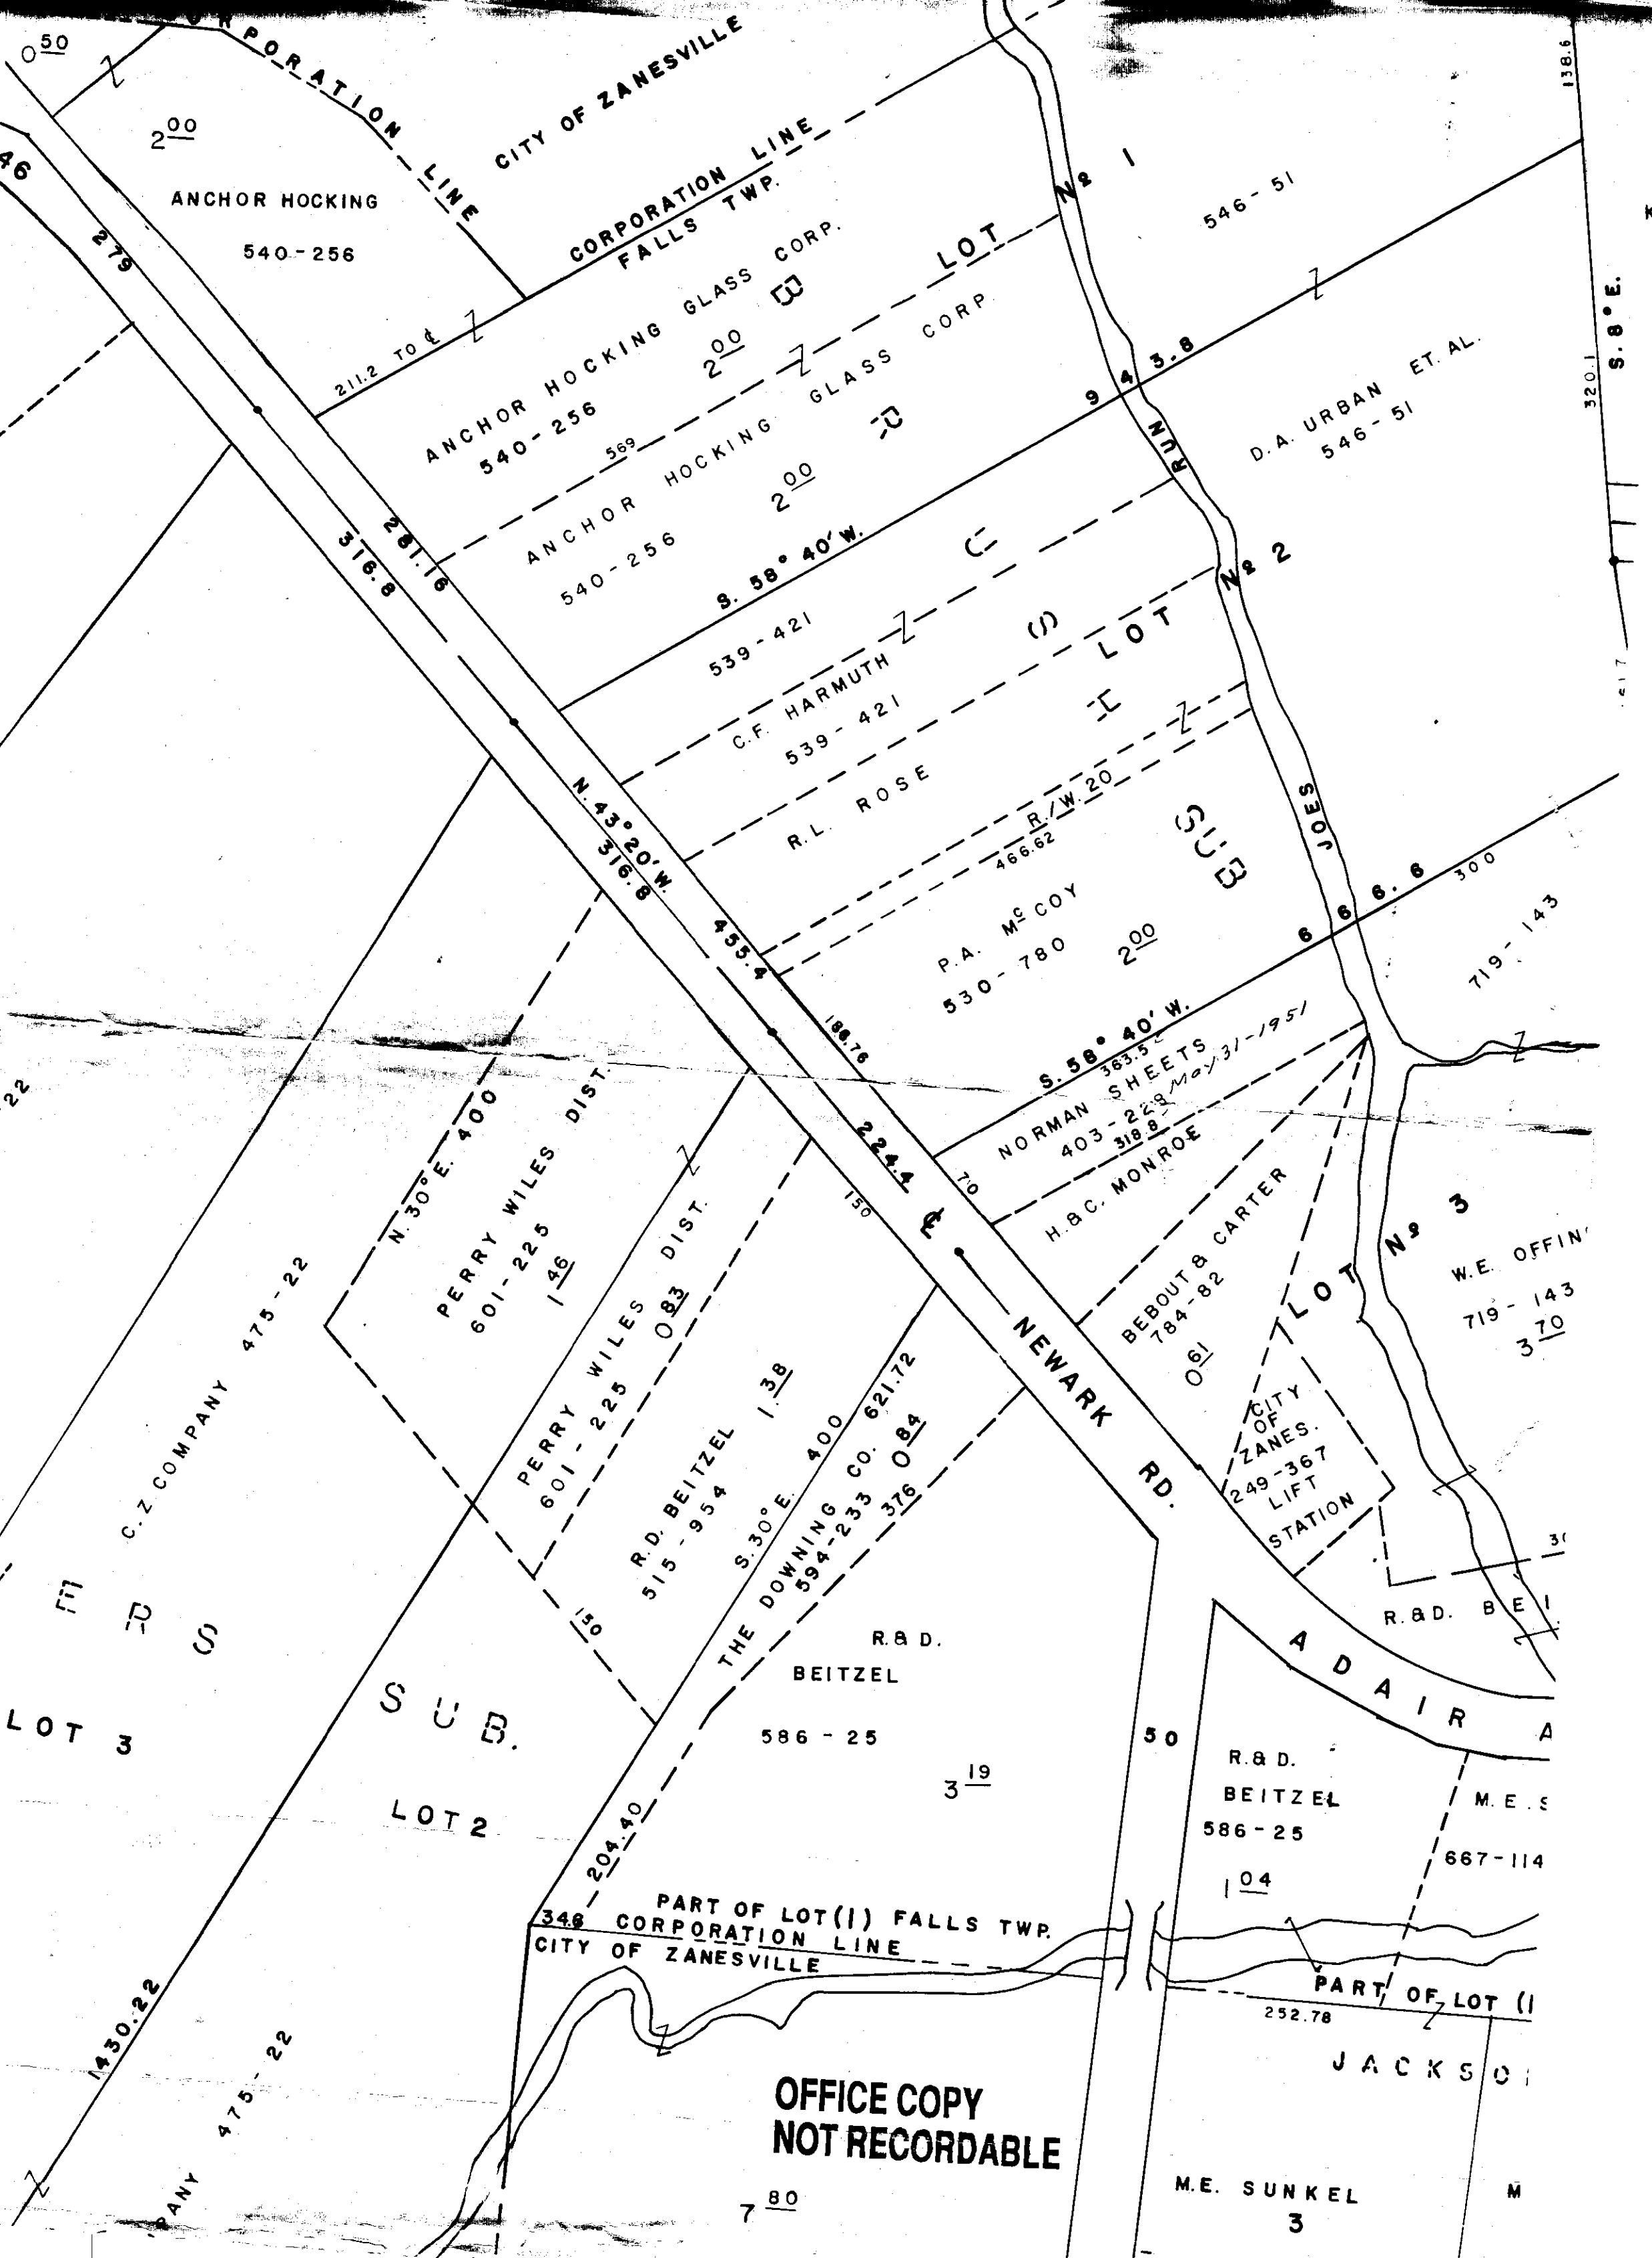 0 50
CORPORATION LINE
CITY OF ZANESVILLE
138.6
2 00
46
ANCHOR HOCKING
540-256
279
CORPORATION LINE
FALLS TWP.
LOT Nº 1
546-51
S. 8° E.
320.1
211.2 TO ℄
ANCHOR HOCKING GLASS CORP.
540-256
2 00
B
569
ANCHOR HOCKING GLASS CORP
540-256
2 00
R
943.8
S. 58° 40' W.
D.A. URBAN ET. AL.
546-51
281.16
316.8
RUN
JOES
539-421
C.F. HARMUTH
539-421
R.L. ROSE
LOT Nº 2
C
S
H
SUB
R./W. 20
466.62
N. 43° 20' W.
316.8
455.4
P.A. McCOY
530-780
2 00
186.76
666.6
300
719-143
S. 58° 40' W.
363.5
NORMAN SHEETS
403-228 May 31-1951
318.8
H.&C. MONROE
70
224.4
150
℄
NEWARK RD.
BEBOUT & CARTER
784-82
0 61
LOT Nº 3
W.E. OFFIN
719-143
3 70
CITY
OF
ZANES.
249-367
LIFT
STATION
22
N. 30° E. 400
PERRY WILES DIST.
601-225
1 46
PERRY WILES DIST.
601-225
0 83
C. Z COMPANY 475-22
R.D. BEITZEL 1.38
515-954
S. 30° E. 400
621.72
THE DOWNING CO. 0 84
594-233
376
150
ERS SUB.
LOT 3
LOT 2
R. & D.
BEITZEL
586-25
3 19
50
R. & D. BEI
ADAIR A
R. & D.
BEITZEL
586-25
1 04
M. E. S
667-114
204.40
346
PART OF LOT (1) FALLS TWP.
CORPORATION LINE
CITY OF ZANESVILLE
PART OF LOT (1
252.78
JACKSO
1430.22
475-22
PANY
OFFICE COPY
NOT RECORDABLE
7 80
M.E. SUNKEL
3
M